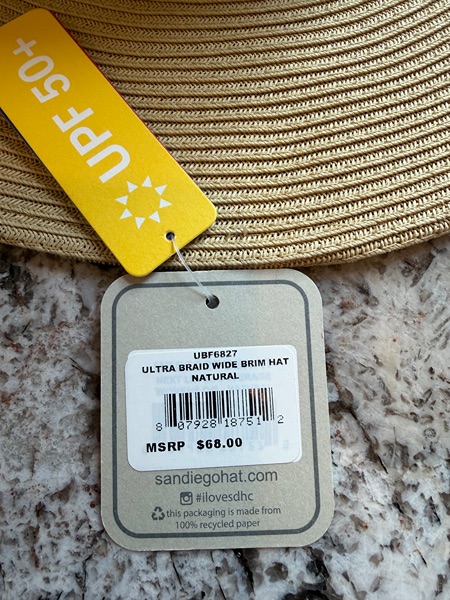 UPF 50+
UBF6827
ULTRA BRAID WIDE BRIM HAT
NATURAL
8 07928 18751 2
MSRP $68.00
sandiegohat.com
#ilovesdhc
this packaging is made from
100% recycled paper